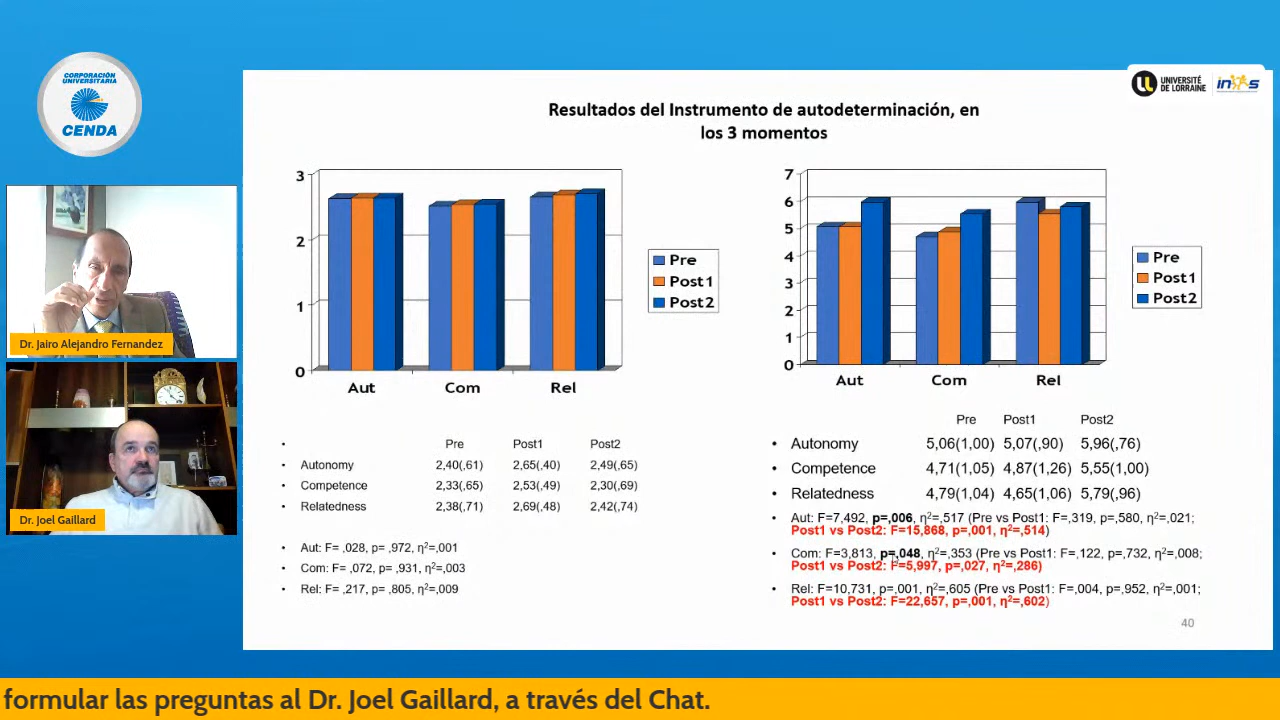 CORPORACIÓN
UNIVERSITARIA
CENDA
UNIVERSITÉ
DE LORRAINE
Resultados del Instrumento de autodeterminación, en
los 3 momentos
3
2
1
0
Aut Com Rel
Pre
Post1
Post2
7
6
5
4
3
2
1
0
Aut Com Rel
Pre
Post1
Post2
Pre Post1 Post2
Autonomy 2,40(,61) 2,65(,40) 2,49(,65)
Competence 2,33(,65) 2,53(,49) 2,30(,69)
Relatedness 2,38(,71) 2,69(,48) 2,42(,74)
Aut: F= ,028, p= ,972, η²=,001
Com: F= ,072, p= ,931, η²=,003
Rel: F= ,217, p= ,805, η²=,009
Pre Post1 Post2
Autonomy 5,06(1,00) 5,07(,90) 5,96(,76)
Competence 4,71(1,05) 4,87(1,26) 5,55(1,00)
Relatedness 4,79(1,04) 4,65(1,06) 5,79(,96)
Aut: F=7,492, p=,006, η²=,517 (Pre vs Post1: F=,319, p=,580, η²=,021;
Post1 vs Post2: F=15,868, p=,001, η²=,514)
Com: F=3,813, p=,048, η²=,353 (Pre vs Post1: F=,122, p=,732, η²=,008;
Post1 vs Post2: F=5,997, p=,027, η²=,286)
Rel: F=10,731, p=,001, η²=,605 (Pre vs Post1: F=,004, p=,952, η²=,001;
Post1 vs Post2: F=22,657, p=,001, η²=,602)
40
Dr. Jairo Alejandro Fernandez
Dr. Joel Gaillard
formular las preguntas al Dr. Joel Gaillard, a través del Chat.